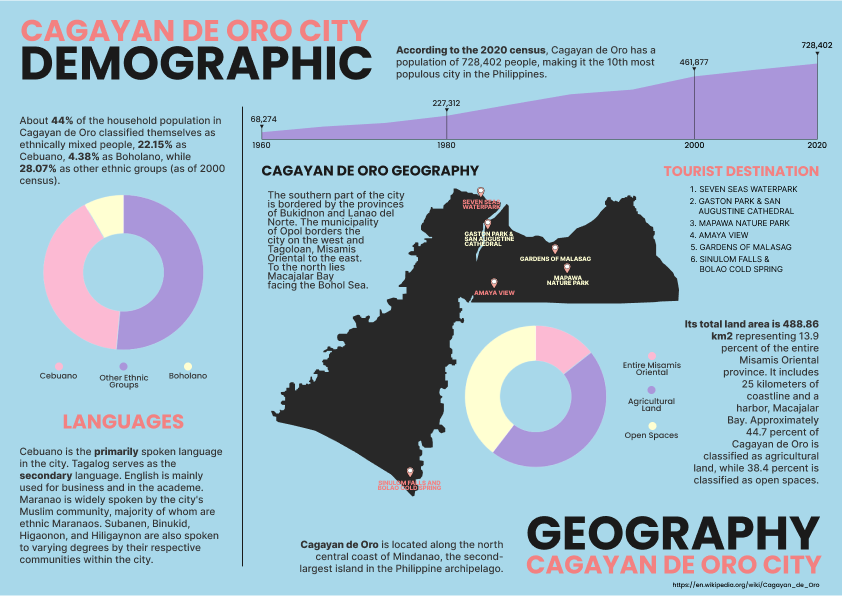 CAGAYAN DE ORO CITY
DEMOGRAPHIC
According to the 2020 census, Cagayan de Oro has a
population of 728,402 people, making it the 10th most
populous city in the Philippines.
68,274
227,312
461,877
728,402
1960
1980
2000
2020
About 44% of the household population in
Cagayan de Oro classified themselves as
ethnically mixed people, 22.15% as
Cebuano, 4.38% as Boholano, while
28.07% as other ethnic groups (as of 2000
census).
Cebuano
Other Ethnic
Groups
Boholano
LANGUAGES
Cebuano is the primarily spoken language
in the city. Tagalog serves as the
secondary language. English is mainly
used for business and in the academe.
Maranao is widely spoken by the city's
Muslim community, majority of whom are
ethnic Maranaos. Subanen, Binukid,
Higaonon, and Hiligaynon are also spoken
to varying degrees by their respective
communities within the city.
CAGAYAN DE ORO GEOGRAPHY
The southern part of the city
is bordered by the provinces
of Bukidnon and Lanao del
Norte. The municipality
of Opol borders the
city on the west and
Tagoloan, Misamis
Oriental to the east.
To the north lies
Macajalar Bay
facing the Bohol Sea.
SEVEN SEAS
WATERPARK
GASTON PARK &
SAN AUGUSTINE
CATHEDRAL
GARDENS OF MALASAG
MAPAWA
NATURE PARK
AMAYA VIEW
SINULOM FALLS AND
BOLAO COLD SPRING
TOURIST DESTINATION
1. SEVEN SEAS WATERPARK
2. GASTON PARK & SAN
AUGUSTINE CATHEDRAL
3. MAPAWA NATURE PARK
4. AMAYA VIEW
5. GARDENS OF MALASAG
6. SINULOM FALLS &
BOLAO COLD SPRING
Entire Misamis
Oriental
Agricultural
Land
Open Spaces
Its total land area is 488.86
km2 representing 13.9
percent of the entire
Misamis Oriental
province. It includes
25 kilometers of
coastline and a
harbor, Macajalar
Bay. Approximately
44.7 percent of
Cagayan de Oro is
classified as agricultural
land, while 38.4 percent is
classified as open spaces.
Cagayan de Oro is located along the north
central coast of Mindanao, the second-
largest island in the Philippine archipelago.
GEOGRAPHY
CAGAYAN DE ORO CITY
https://en.wikipedia.org/wiki/Cagayan_de_Oro